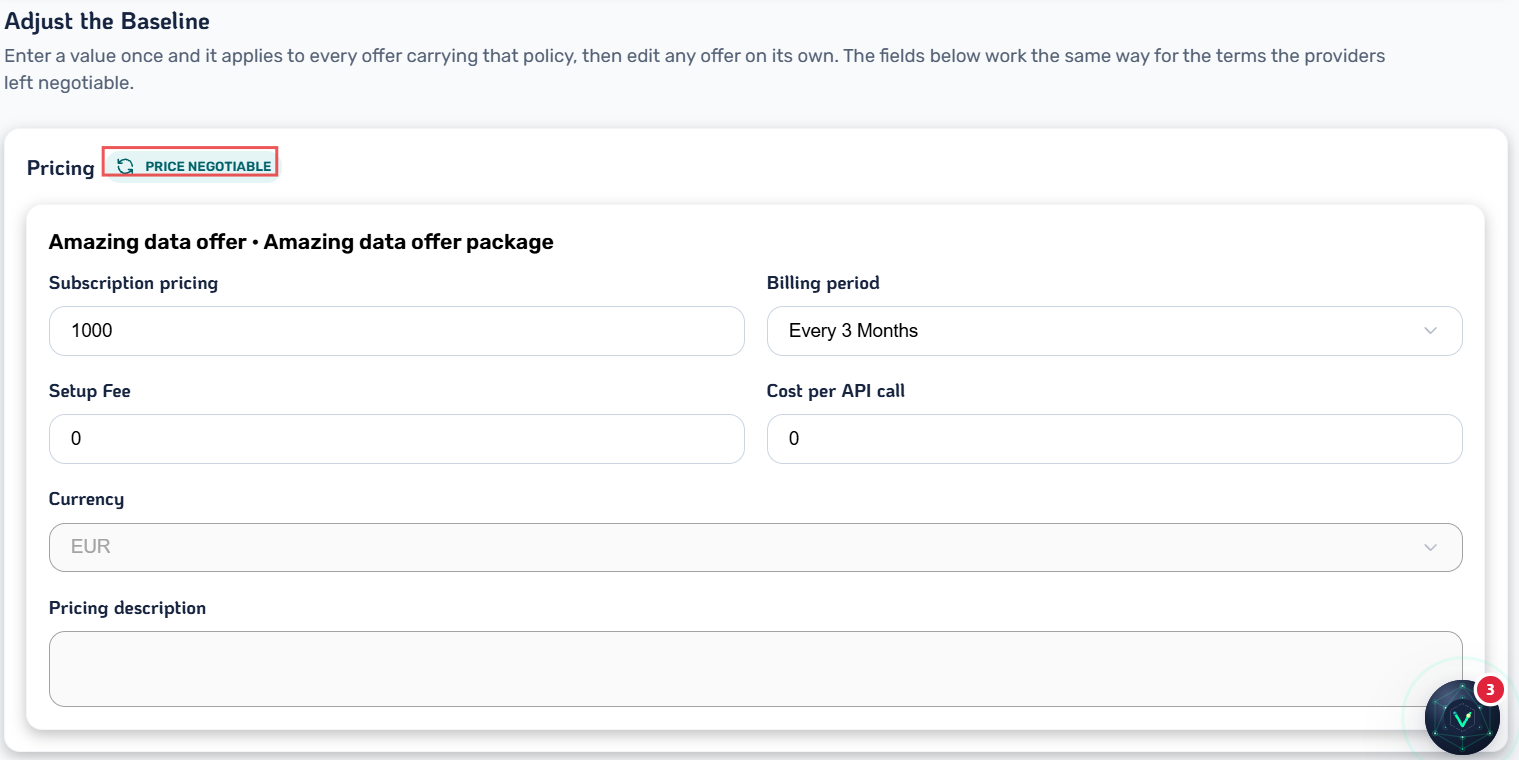 Adjust the Baseline
Enter a value once and it applies to every offer carrying that policy, then edit any offer on its own. The fields below work the same way for the terms the providers
left negotiable.
Pricing PRICE NEGOTIABLE
Amazing data offer • Amazing data offer package
Subscription pricing Billing period
1000 Every 3 Months
Setup Fee Cost per API call
0 0
Currency
EUR
Pricing description
3